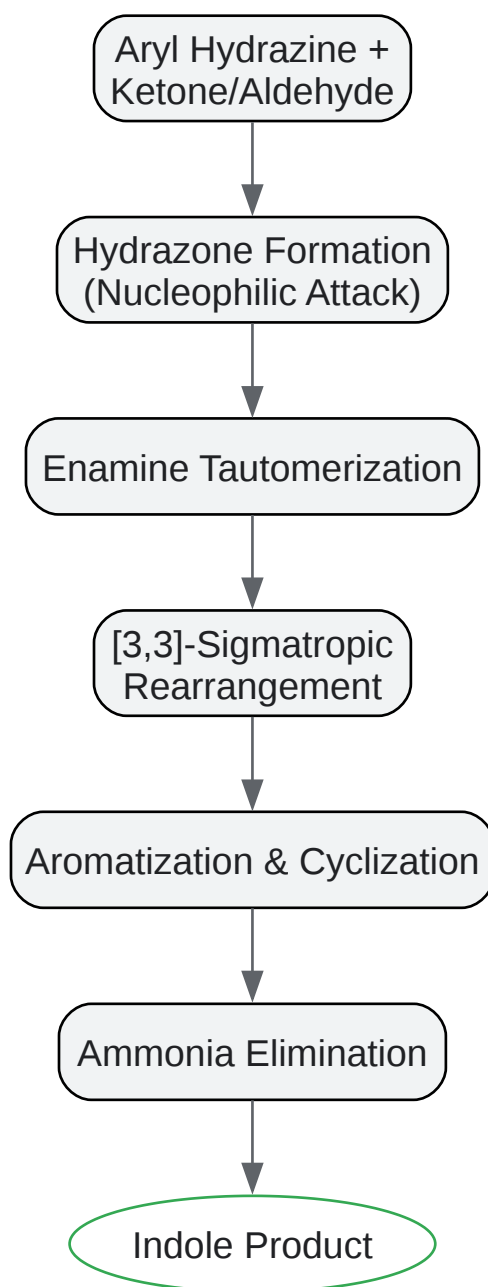 Aryl Hydrazine +
Ketone/Aldehyde
Hydrazone Formation
(Nucleophilic Attack)
Enamine Tautomerization
[3,3]-Sigmatropic
Rearrangement
Aromatization & Cyclization
Ammonia Elimination
Indole Product